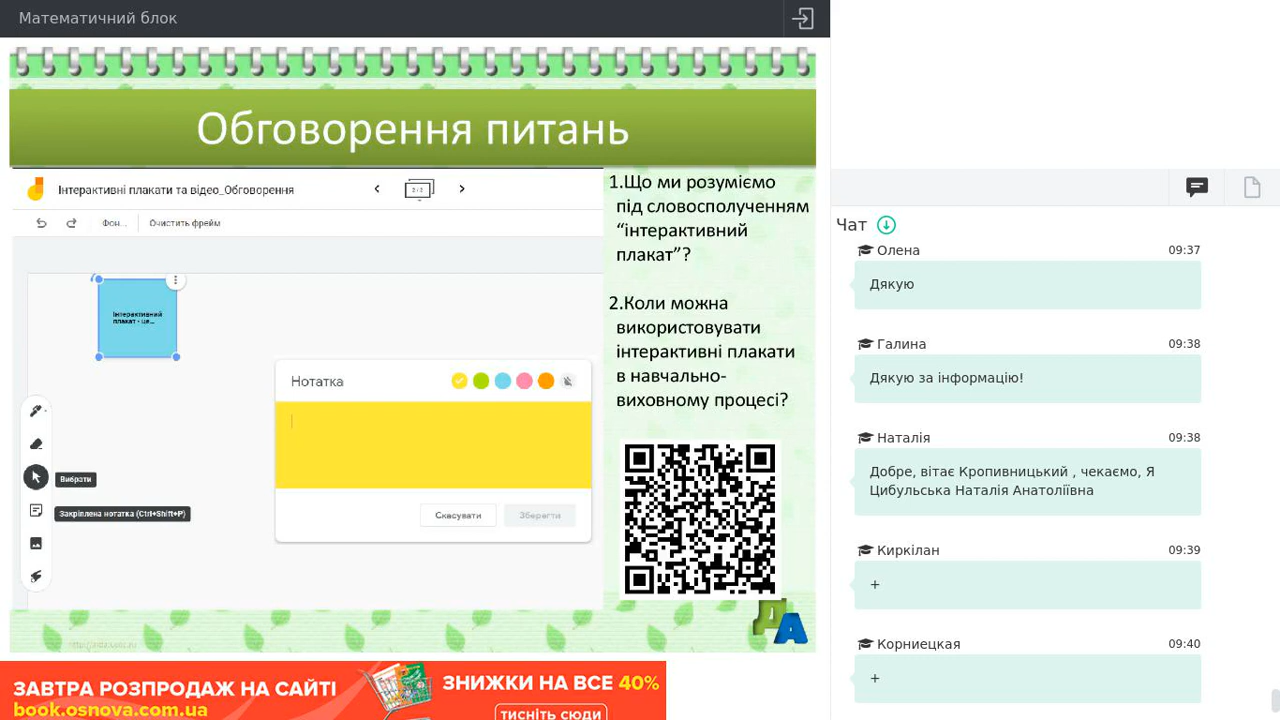 Математичний блок
Обговорення питань
Інтерактивні плакати та відео_Обговорення
Фон...
Очистить фрейм
Інтерактивний
плакат - це...
Нотатка
Вибрати
Закріплена нотатка (Ctrl+Shift+P)
Скасувати
Зберегти
1.Що ми розуміємо
під словосполученням
“інтерактивний
плакат”?
2.Коли можна
використовувати
інтерактивні плакати
в навчально-
виховному процесі?
ДА
ЗАВТРА РОЗПРОДАЖ НА САЙТІ
book.osnova.com.ua
ЗНИЖКИ НА ВСЕ 40%
тисніть сюди
Чат
Олена 09:37
Дякую
Галина 09:38
Дякую за інформацію!
Наталія 09:38
Добре, вітає Кропивницький , чекаємо, Я
Цибульська Наталія Анатоліївна
Киркілан 09:39
+
Корниецкая 09:40
+